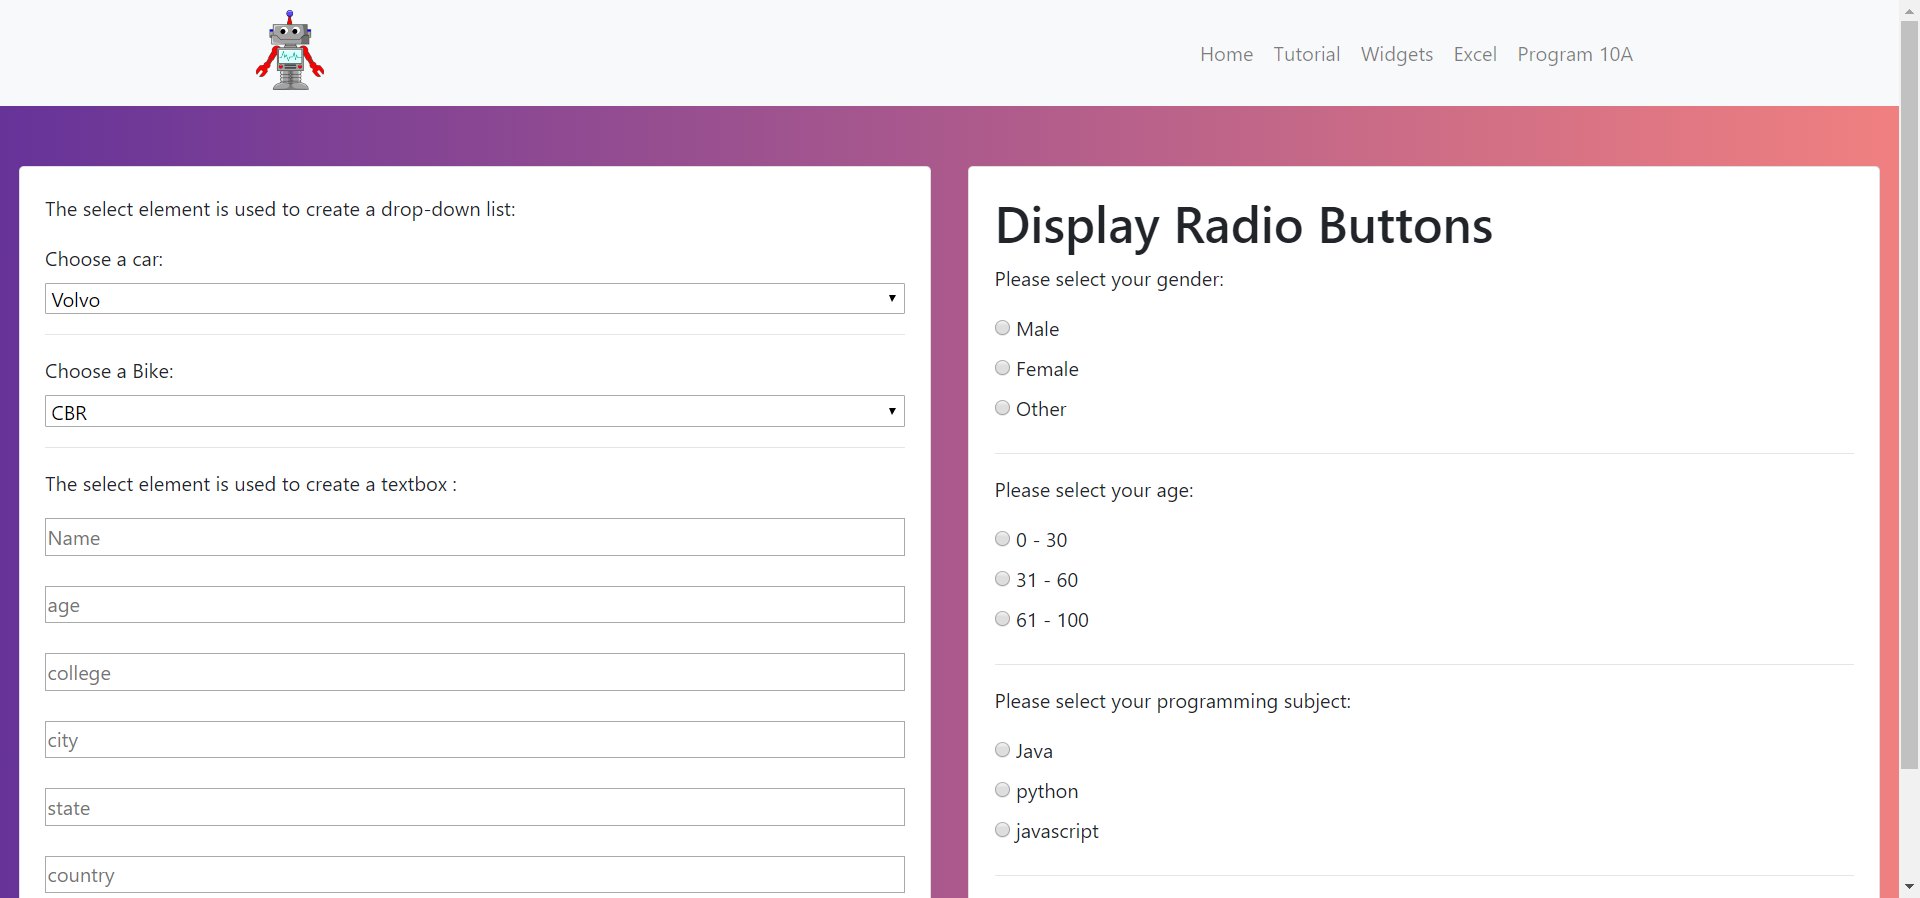 Home Tutorial Widgets Excel Program 10A
The select element is used to create a drop-down list:
Choose a car:
Volvo
Choose a Bike:
CBR
The select element is used to create a textbox :
Name
age
college
city
state
country
Display Radio Buttons
Please select your gender:
Male
Female
Other
Please select your age:
0 - 30
31 - 60
61 - 100
Please select your programming subject:
Java
python
javascript